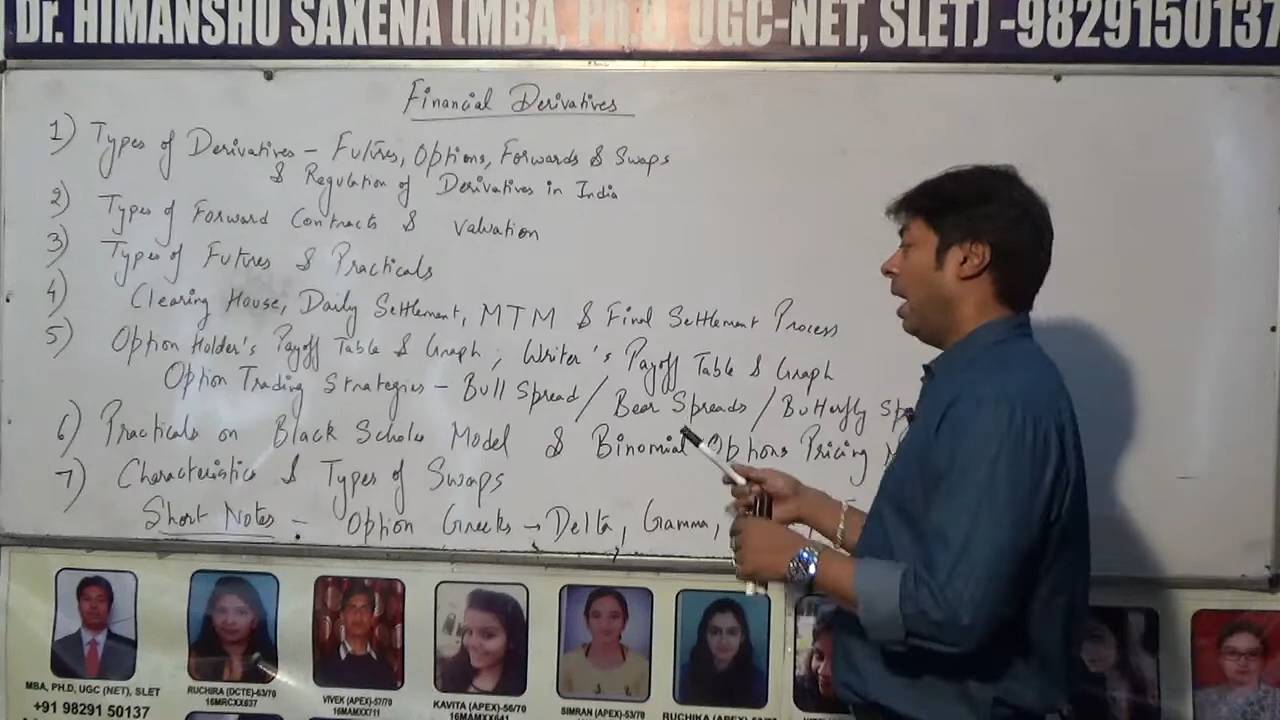 Dr. HIMANSHU SAXENA (MBA, Ph.D, UGC-NET, SLET) -9829150137
Financial Derivatives
1) Types of Derivatives - Futures, Options, Forwards & Swaps
& Regulation of Derivatives in India
2) Types of Forward Contracts & Valuation
3) Types of Futures & Practicals
4) Clearing House, Daily Settlement, MTM & Final Settlement Process
5) Option Holder's Payoff Table & Graph, Writer's Payoff Table & Graph
Option Trading Strategies - Bull Spread / Bear Spreads / Butterfly
6) Practicals on Black Scholes Model & Binomial Options Pricing
7) Characteristics & Types of Swaps
Short Notes - Option Greeks → Delta, Gamma,
MBA, PH.D, UGC (NET), SLET
+91 98291 50137
RUCHIRA (DCTE)-63/70
16MRCXX637
VIVEK (APEX)-57/70
16MAMXX711
KAVITA (APEX)-56/70
16MAMXX641
SIMRAN (APEX)-53/70
RUCHIKA